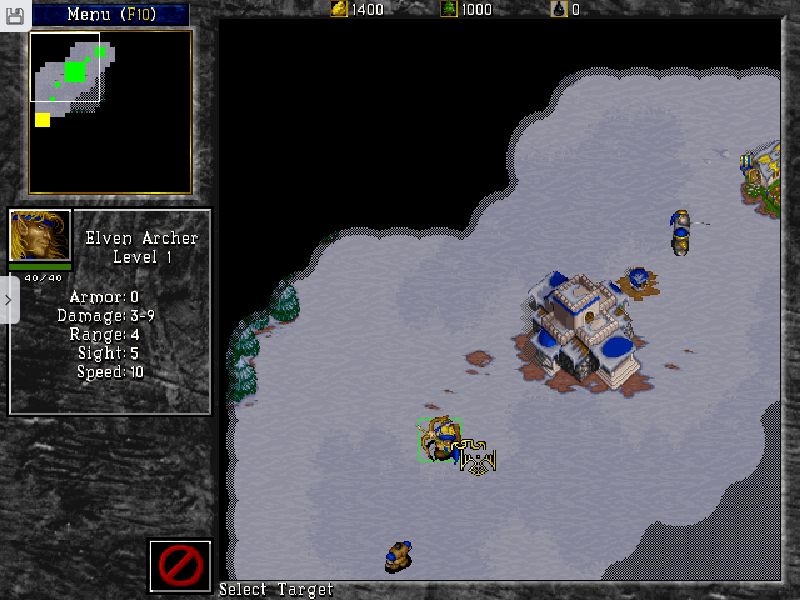 Menu (F10)
1400
1000
0
Elven Archer
Level 1
40/40
Armor: 0
Damage: 3-9
Range: 4
Sight: 5
Speed: 10
Select Target